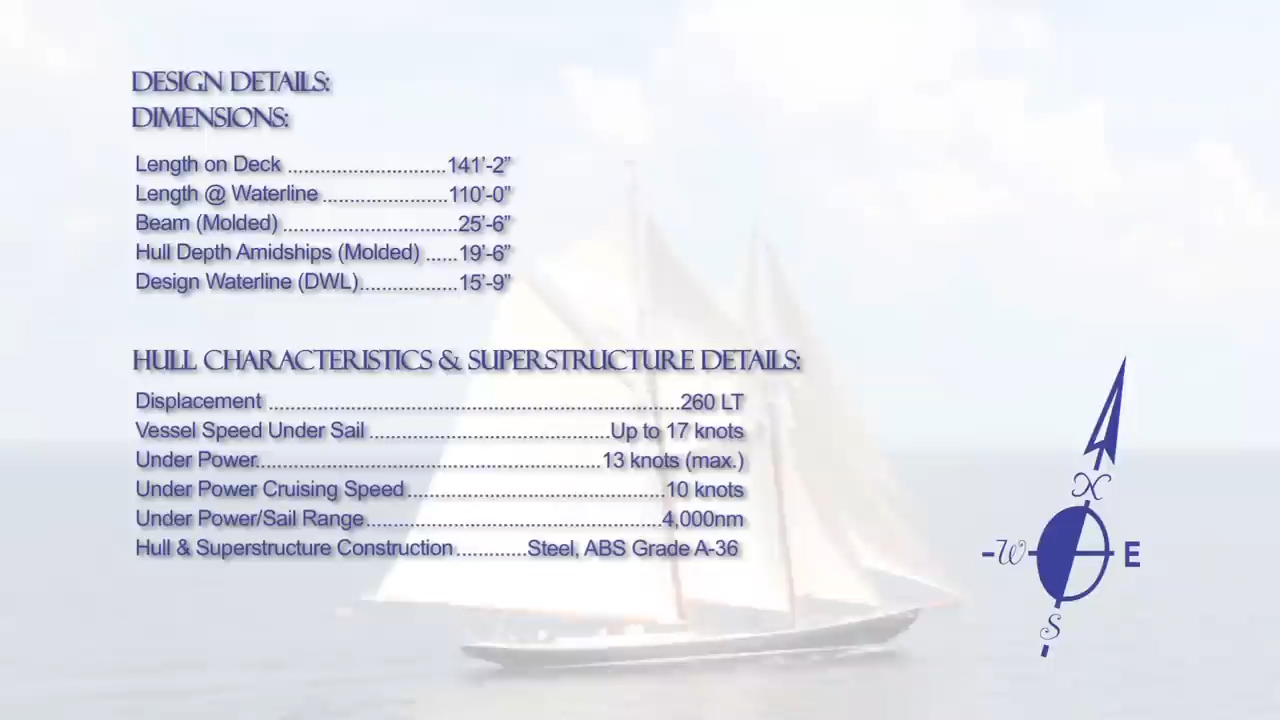 DESIGN DETAILS:
DIMENSIONS:
Length on Deck .............................141’-2”
Length @ Waterline .......................110’-0”
Beam (Molded) ................................25’-6”
Hull Depth Amidships (Molded) ......19’-6”
Design Waterline (DWL)..................15’-9”
HULL CHARACTERISTICS & SUPERSTRUCTURE DETAILS:
Displacement ...........................................................................260 LT
Vessel Speed Under Sail ............................................Up to 17 knots
Under Power...............................................................13 knots (max.)
Under Power Cruising Speed ...............................................10 knots
Under Power/Sail Range ......................................................4,000nm
Hull & Superstructure Construction .............Steel, ABS Grade A-36
N
W E
S